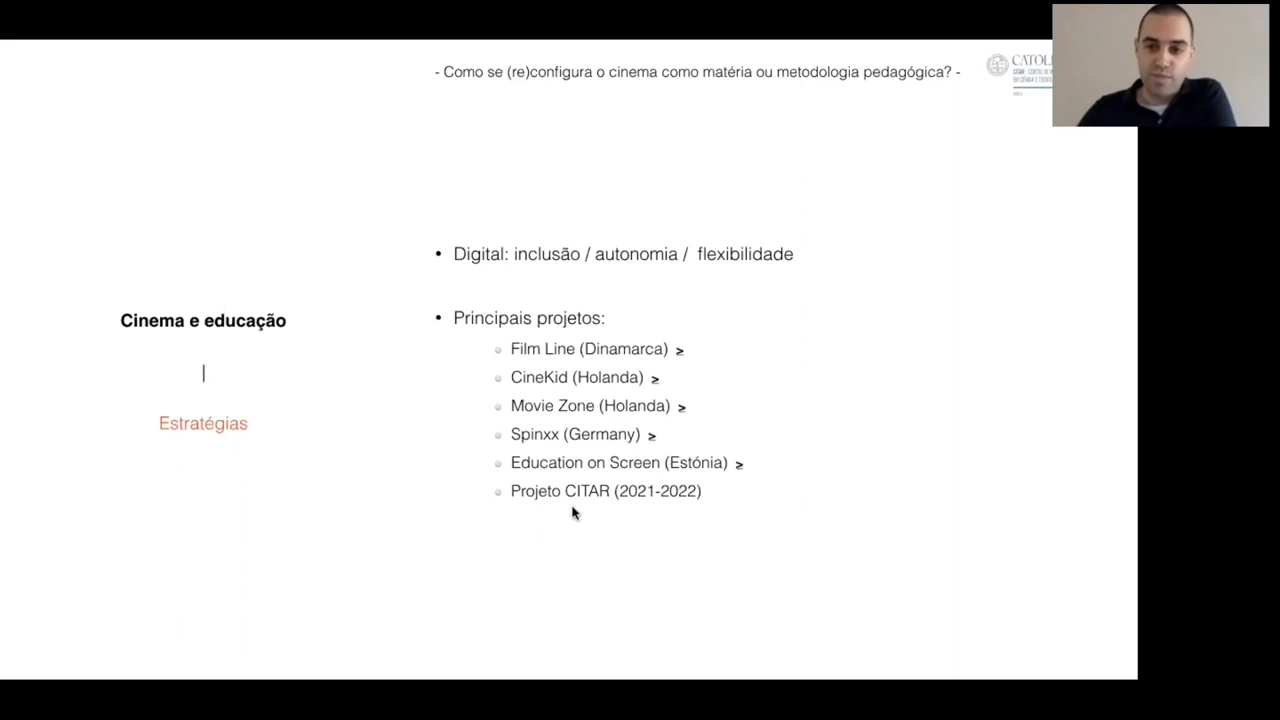 - Como se (re)configura o cinema como matéria ou metodologia pedagógica? -
CATOL
• Digital: inclusão / autonomia / flexibilidade
Cinema e educação
|
Estratégias
• Principais projetos:
Film Line (Dinamarca) ≥
CineKid (Holanda) ≥
Movie Zone (Holanda) ≥
Spinxx (Germany) ≥
Education on Screen (Estónia) ≥
Projeto CITAR (2021-2022)